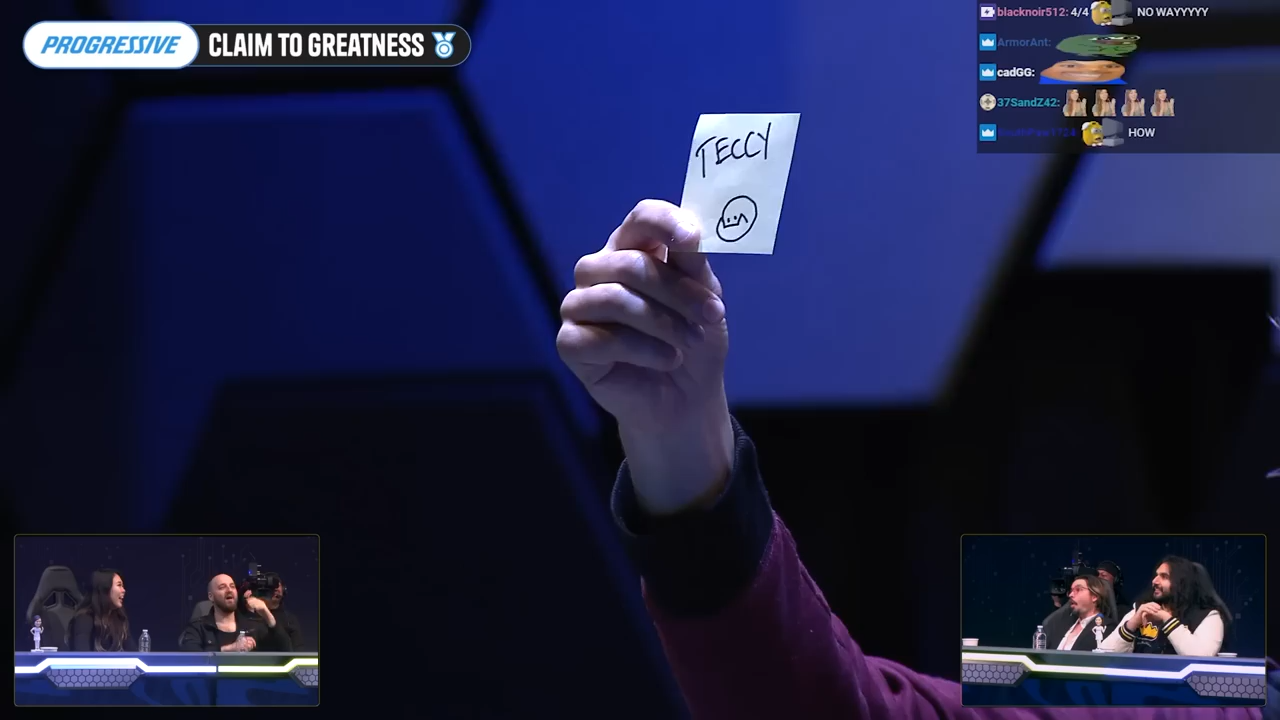 PROGRESSIVE CLAIM TO GREATNESS
blacknoir512: 4/4 NO WAYYYYY
ArmorAnt:
cadGG:
37SandZ42:
HOW
TECCY